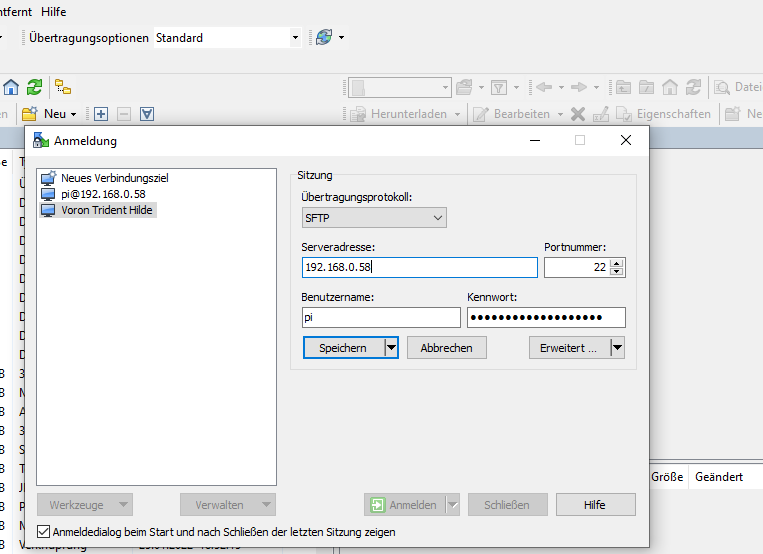 ntfernt Hilfe
Übertragungsoptionen Standard
Datei
Neu
Herunterladen
Bearbeiten
Eigenschaften
Ne
Anmeldung
Neues Verbindungsziel
pi@192.168.0.58
Voron Trident Hilde
Sitzung
Übertragungsprotokoll:
SFTP
Serveradresse:
Portnummer:
192.168.0.58
22
Benutzername:
Kennwort:
pi
●●●●●●●●●●●●●●●●●●●
Speichern
Abbrechen
Erweitert ...
Größe
Geändert
Werkzeuge
Verwalten
Anmelden
Schließen
Hilfe
Anmeldedialog beim Start und nach Schließen der letzten Sitzung zeigen